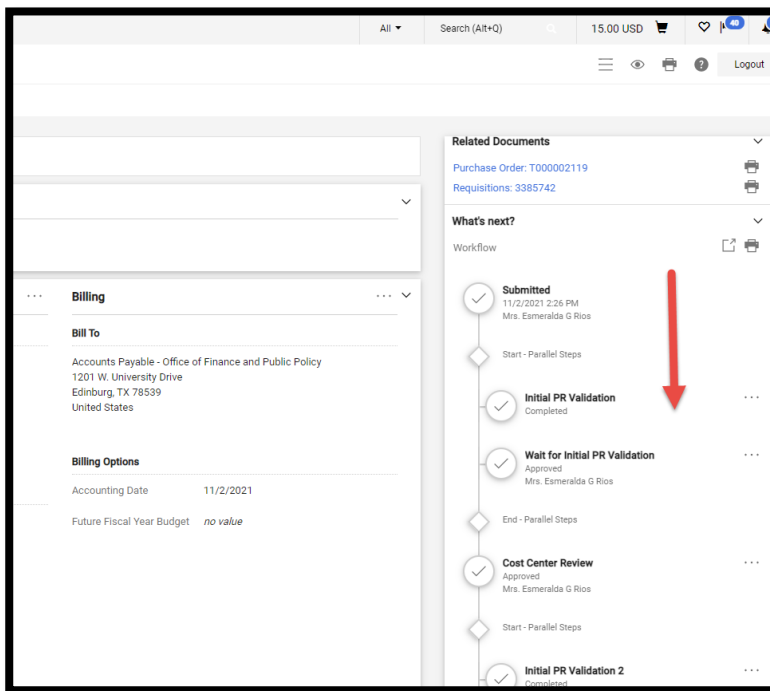 All
Search (Alt+Q)
15.00 USD
40
?
Logout
Related Documents
Purchase Order: T000002119
Requisitions: 3385742
What's next?
Workflow
Billing
Bill To
Accounts Payable - Office of Finance and Public Policy
1201 W. University Drive
Edinburg, TX 78539
United States
Billing Options
Accounting Date 11/2/2021
Future Fiscal Year Budget no value
Submitted
11/2/2021 2:26 PM
Mrs. Esmeralda G Rios
Start - Parallel Steps
Initial PR Validation
Completed
Wait for Initial PR Validation
Approved
Mrs. Esmeralda G Rios
End - Parallel Steps
Cost Center Review
Approved
Mrs. Esmeralda G Rios
Start - Parallel Steps
Initial PR Validation 2
Completed